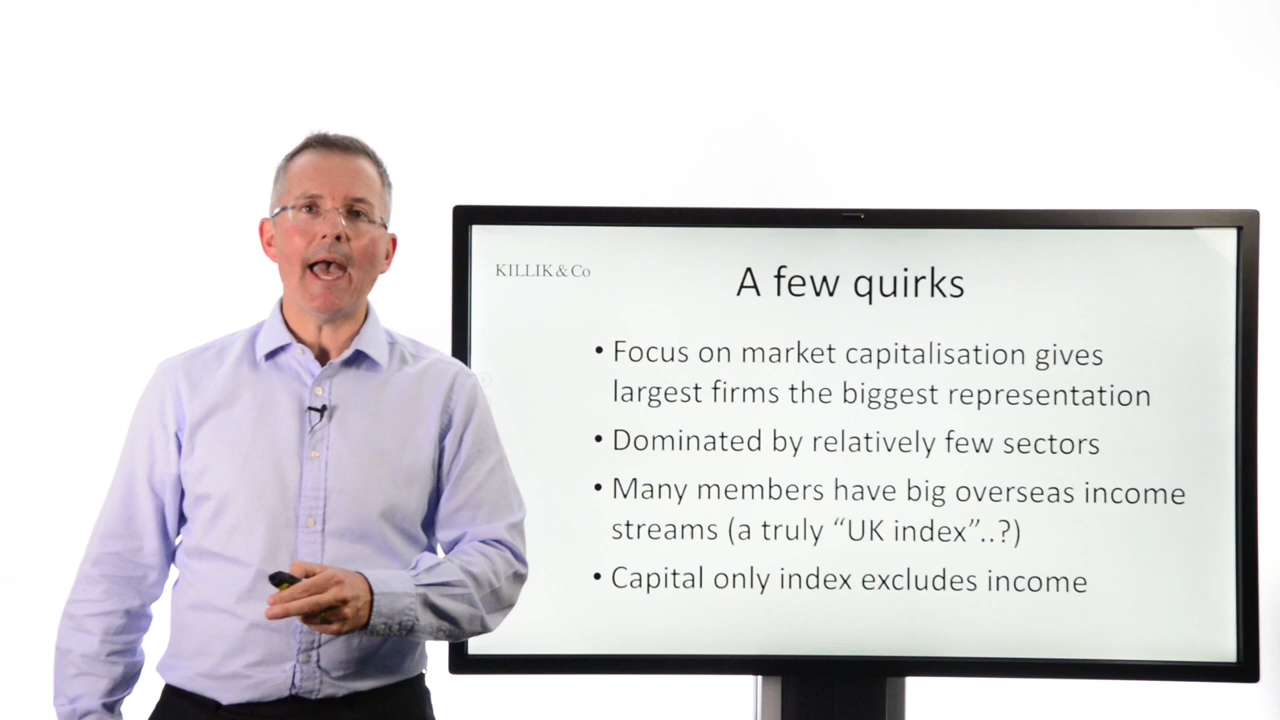 KILLIK & Co
A few quirks
• Focus on market capitalisation gives
largest firms the biggest representation
• Dominated by relatively few sectors
• Many members have big overseas income
streams (a truly “UK index”..?)
• Capital only index excludes income